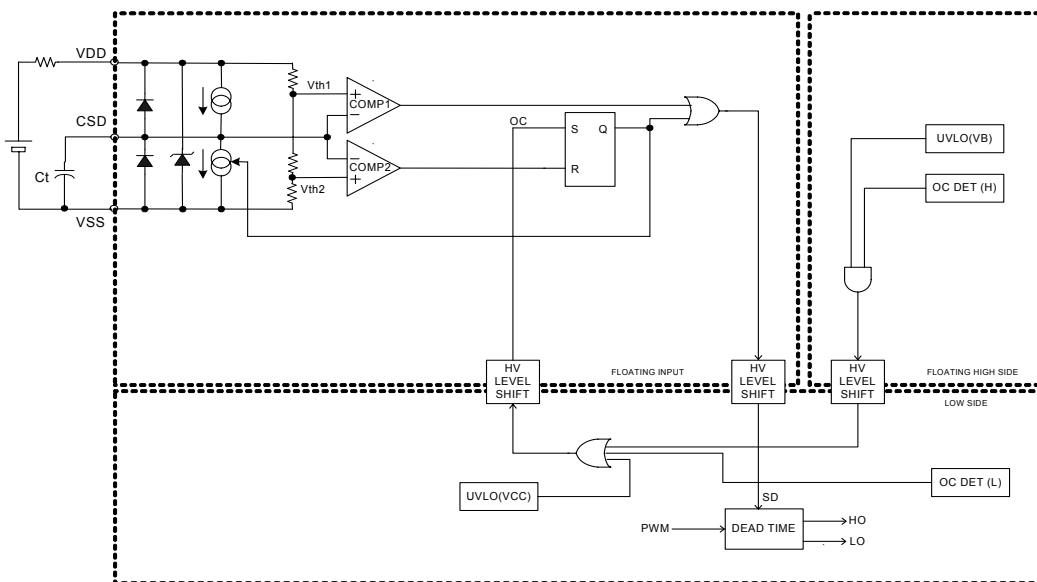 VDD
Vth1
COMP1
CSD
OC
S
Q
UVLO(VB)
COMP2
R
Ct
Vth2
OC DET (H)
VSS
HV
LEVEL
SHIFT
FLOATING INPUT
HV
LEVEL
SHIFT
HV
LEVEL
SHIFT
FLOATING HIGH SIDE
LOW SIDE
UVLO(VCC)
OC DET (L)
SD
PWM
DEAD TIME
HO
LO